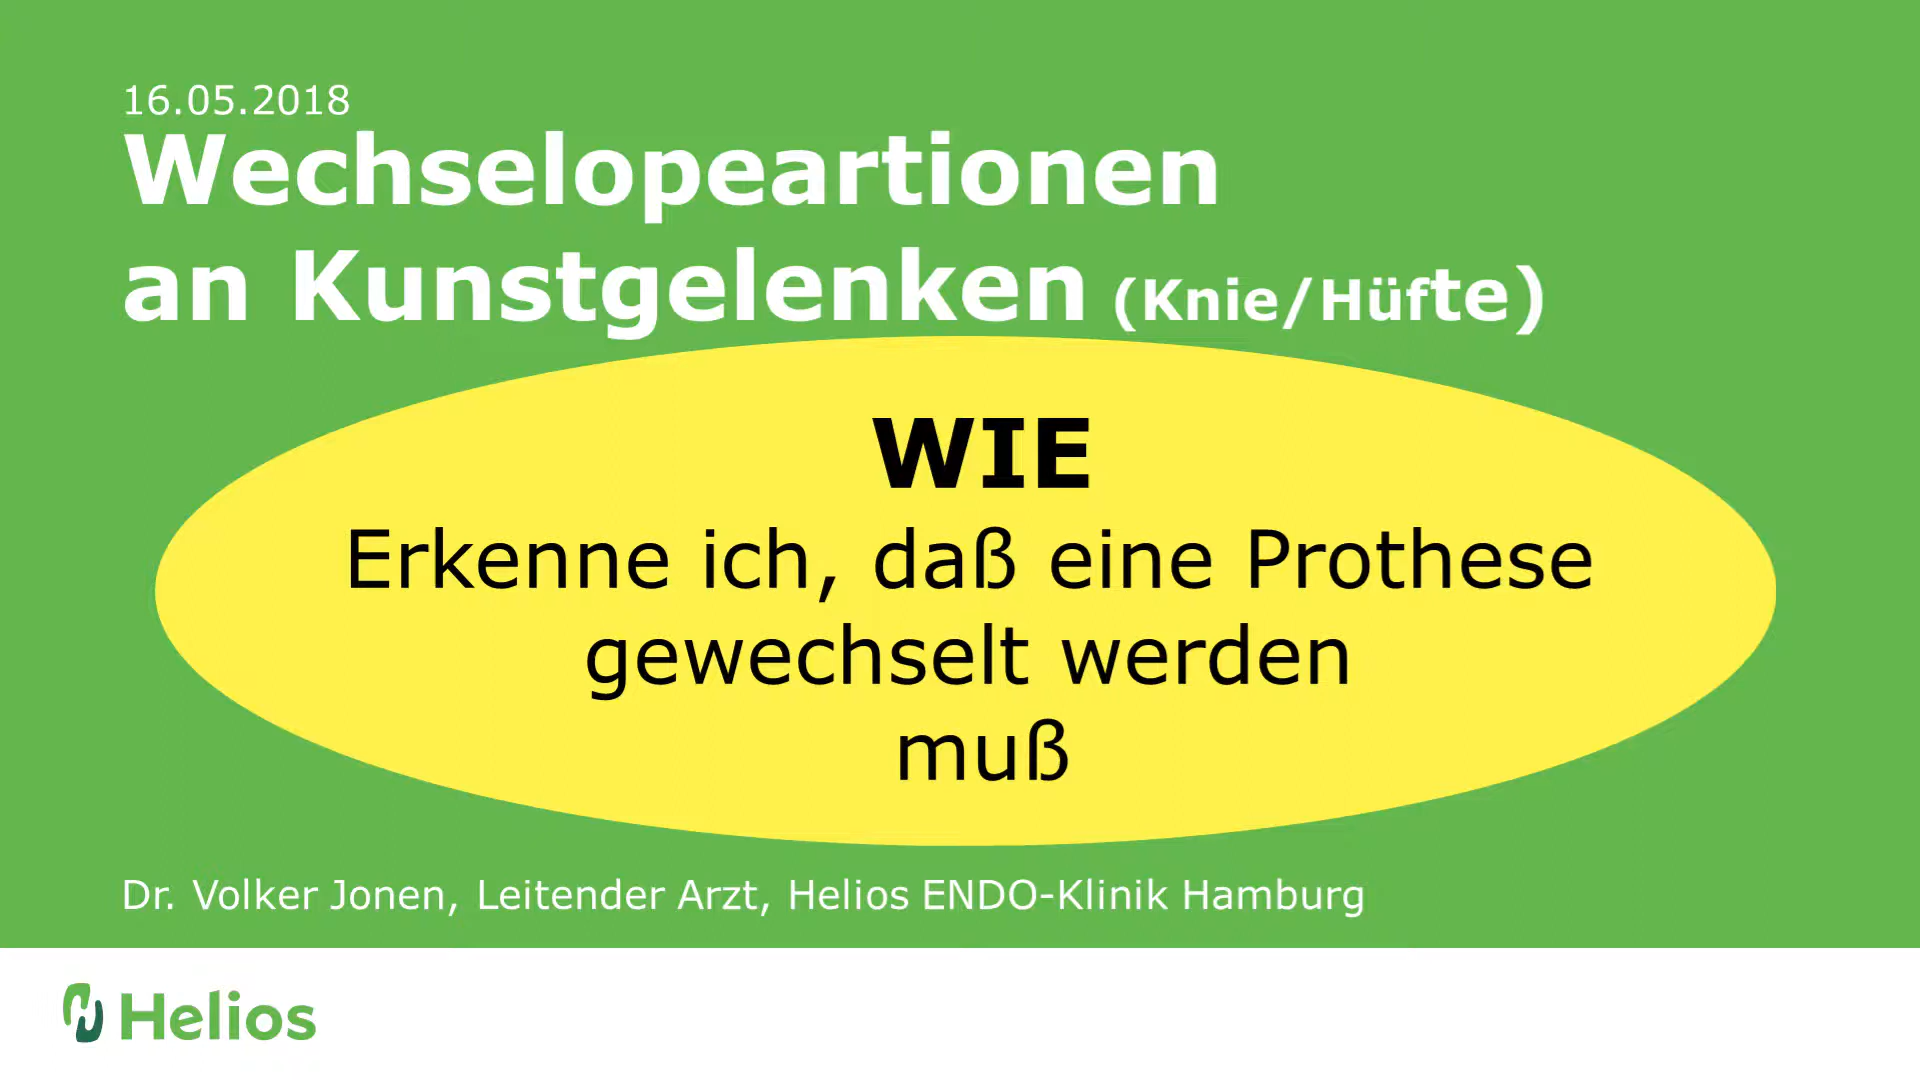 16.05.2018
Wechselopeartionen
an Kunstgelenken (Knie/Hüfte)
WIE
Erkenne ich, daß eine Prothese
gewechselt werden
muß
Dr. Volker Jonen, Leitender Arzt, Helios ENDO-Klinik Hamburg
Helios